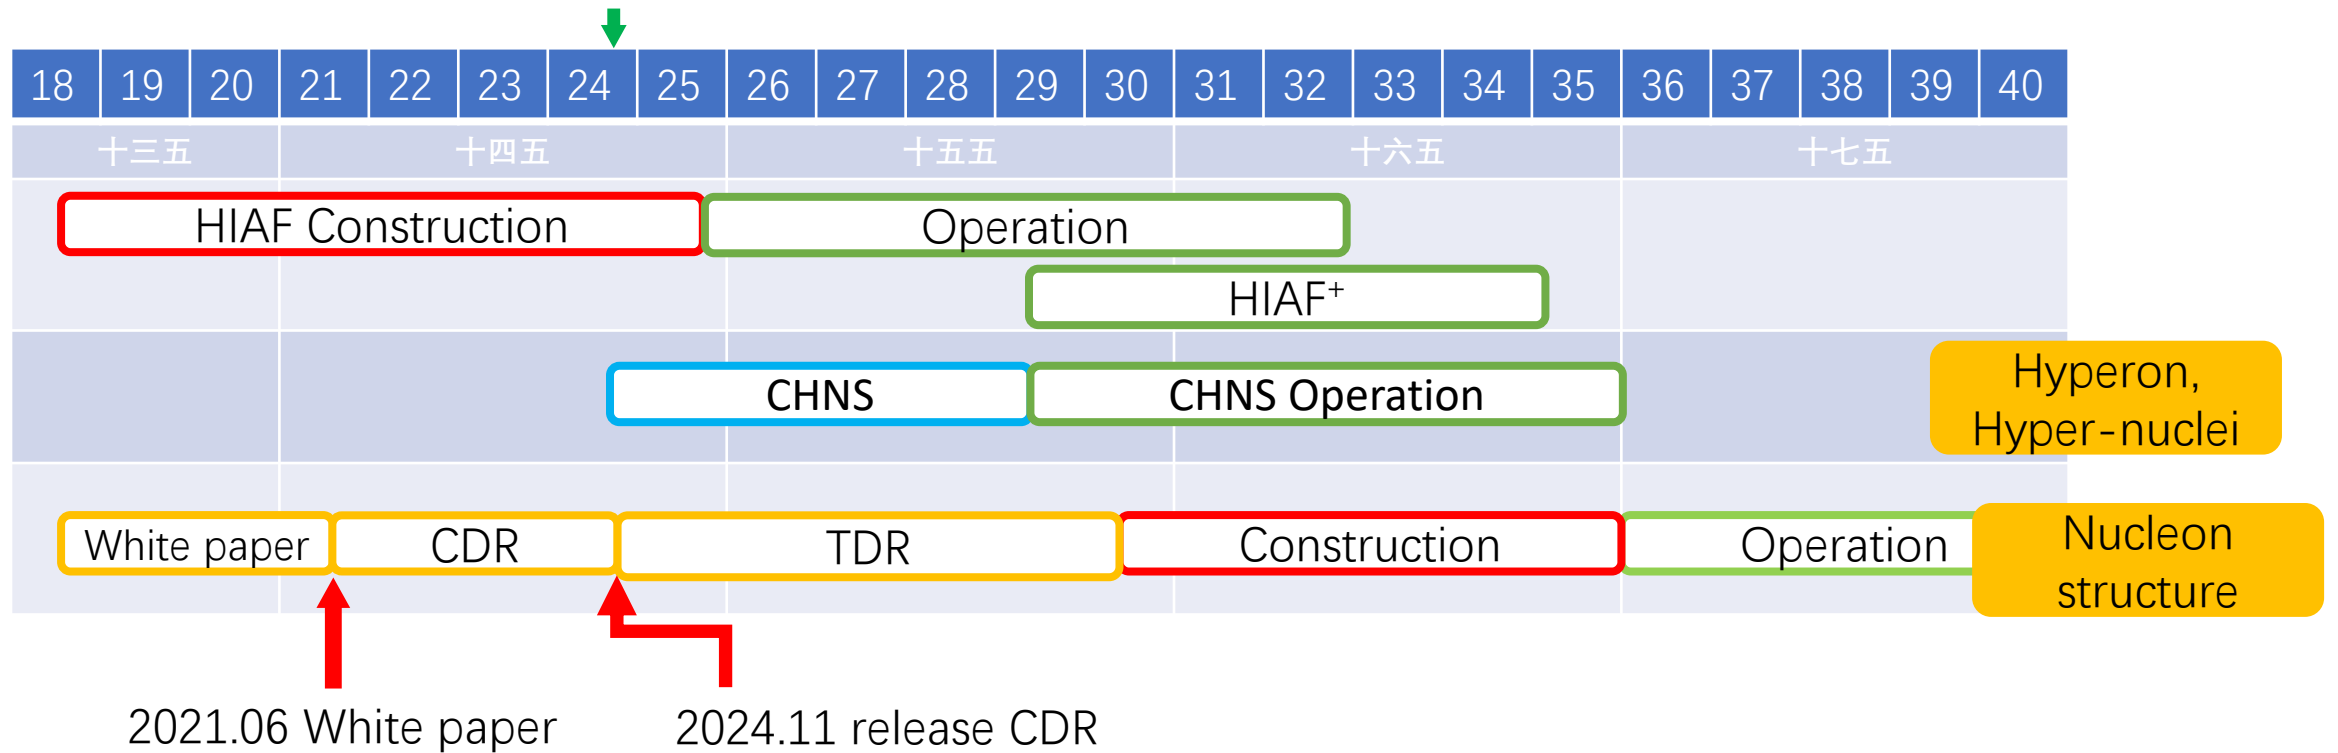 18 19 20 21 22 23 24 25 26 27 28 29 30 31 32 33 34 35 36 37 38 39 40
十三五 十四五 十五五 十六五 十七五
HIAF Construction Operation
HIAF⁺
CHNS CHNS Operation
Hyperon,
Hyper-nuclei
White paper CDR TDR Construction Operation
Nucleon
structure
2021.06 White paper 2024.11 release CDR